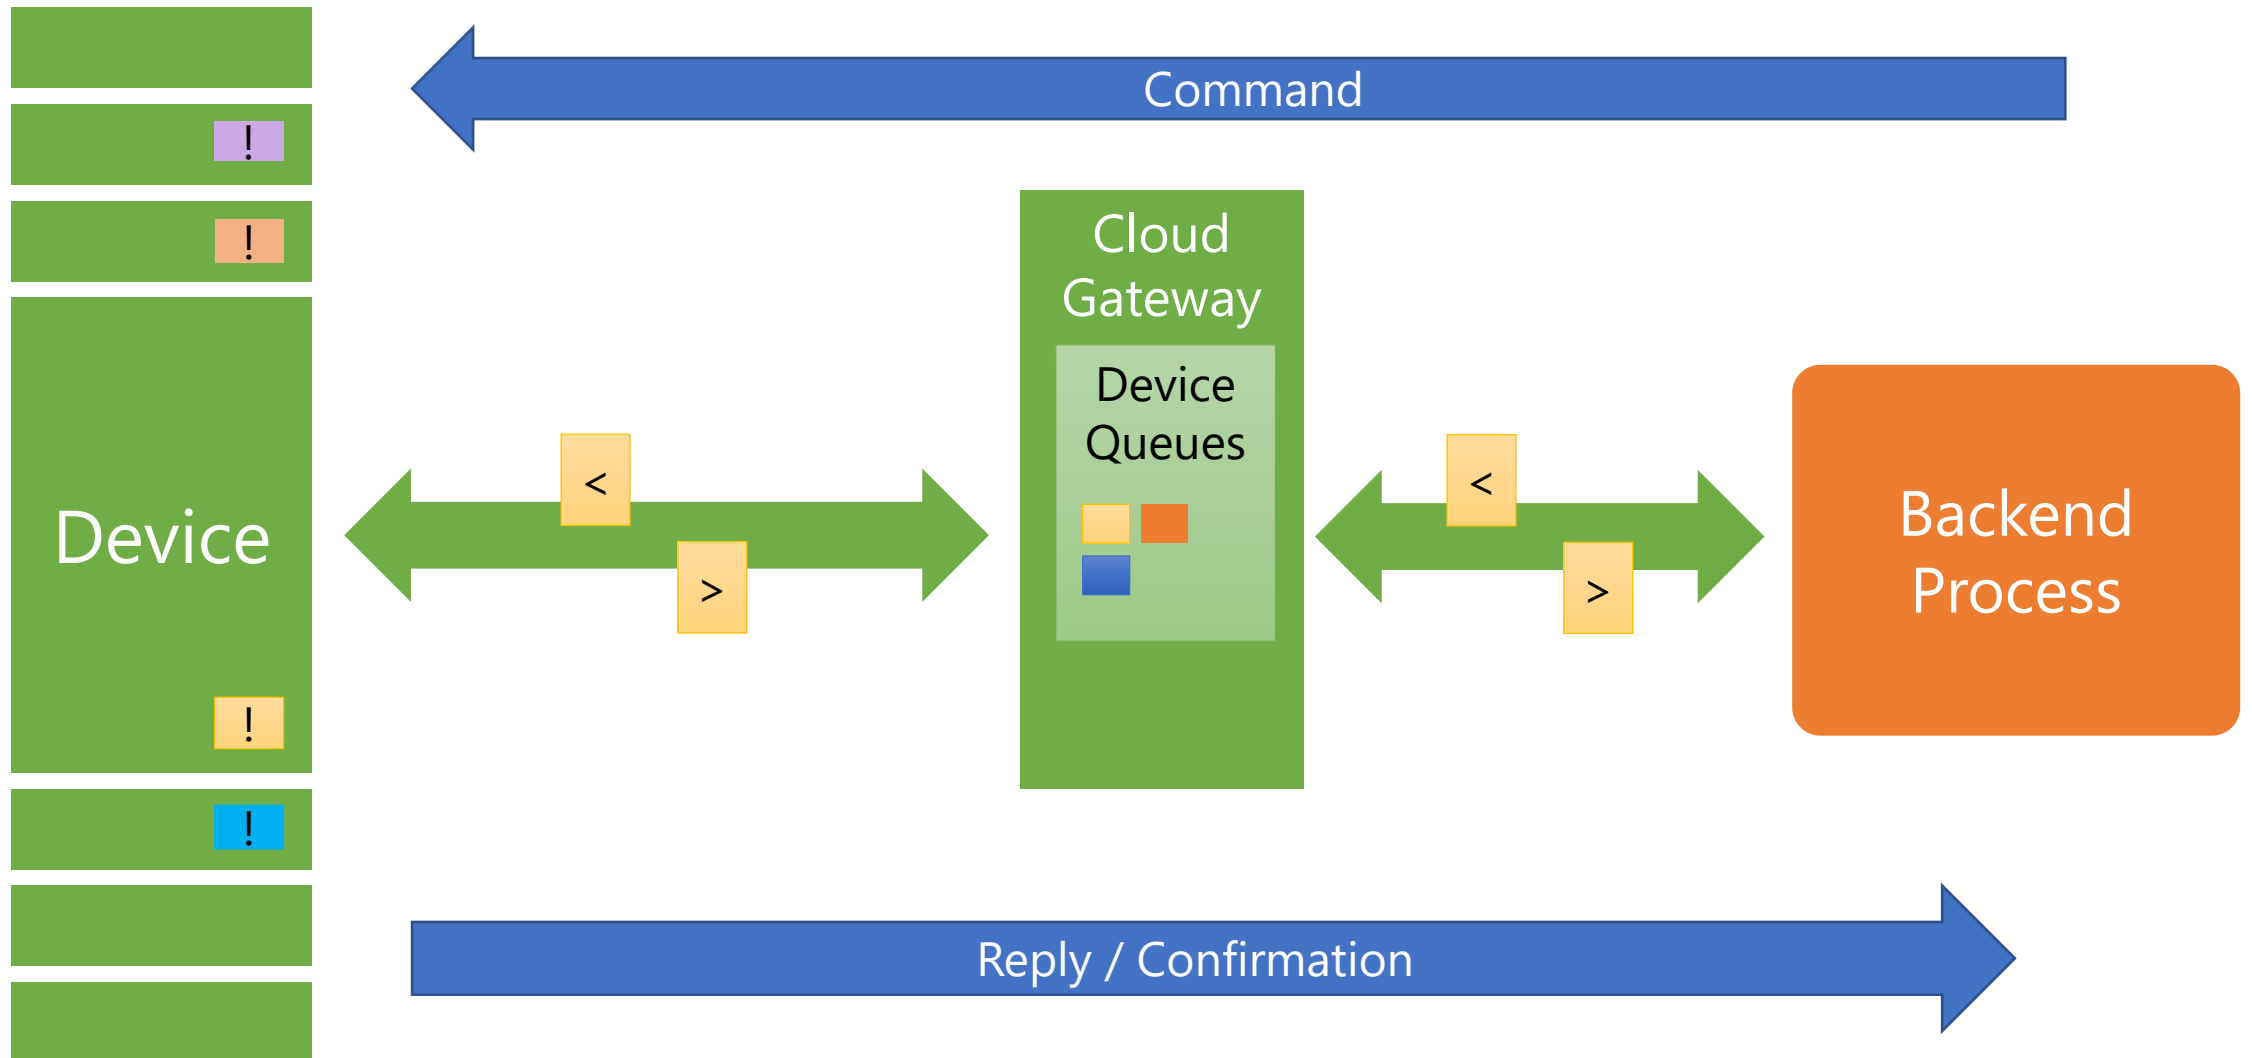 Command
!
!
Cloud
Gateway
Device
Queues
<
<
Device
Backend
Process
>
>
!
!
Reply / Confirmation